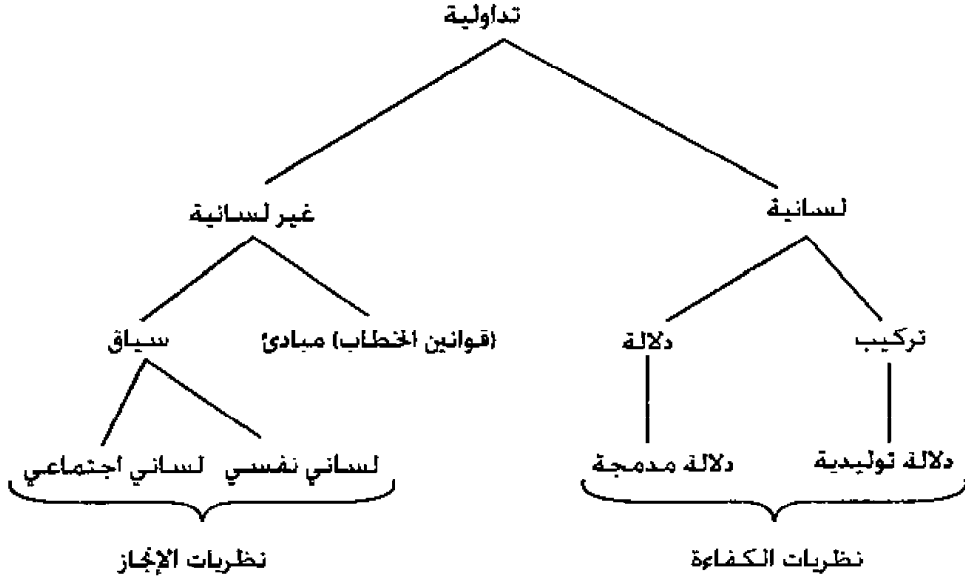 تداولية
لسانية غير لسانية
تركيب دلالة (قوانين الخطاب) مبادئ سياق
دلالة توليدية دلالة مدمجة لساني نفسي لساني اجتماعي
نظريات الكفاءة نظريات الإنجاز